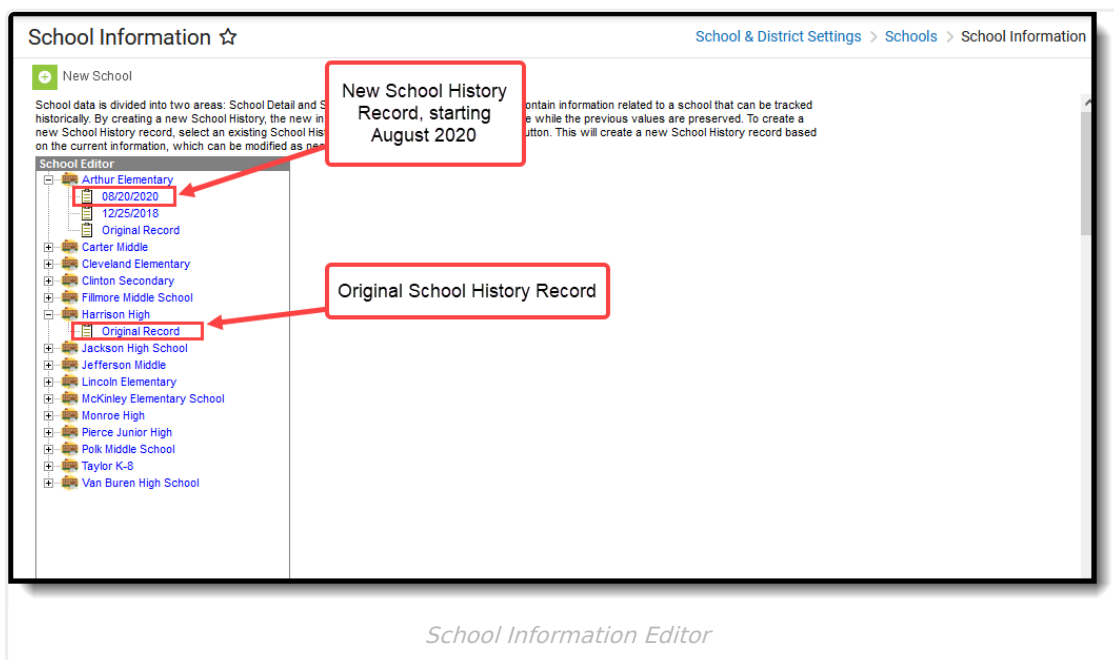 School Information ☆
School & District Settings > Schools > School Information
New School
School data is divided into two areas: School Detail and S
ontain information related to a school that can be tracked
historically. By creating a new School History, the new in
e while the previous values are preserved. To create a
new School History record, select an existing School His
utton. This will create a new School History record based
on the current information, which can be modified as
New School History
Record, starting
August 2020
School Editor
Arthur Elementary
08/20/2020
12/25/2018
Original Record
Carter Middle
Cleveland Elementary
Clinton Secondary
Fillmore Middle School
Harrison High
Original Record
Original School History Record
Jackson High School
Jefferson Middle
Lincoln Elementary
McKinley Elementary School
Monroe High
Pierce Junior High
Polk Middle School
Taylor K-8
Van Buren High School
School Information Editor